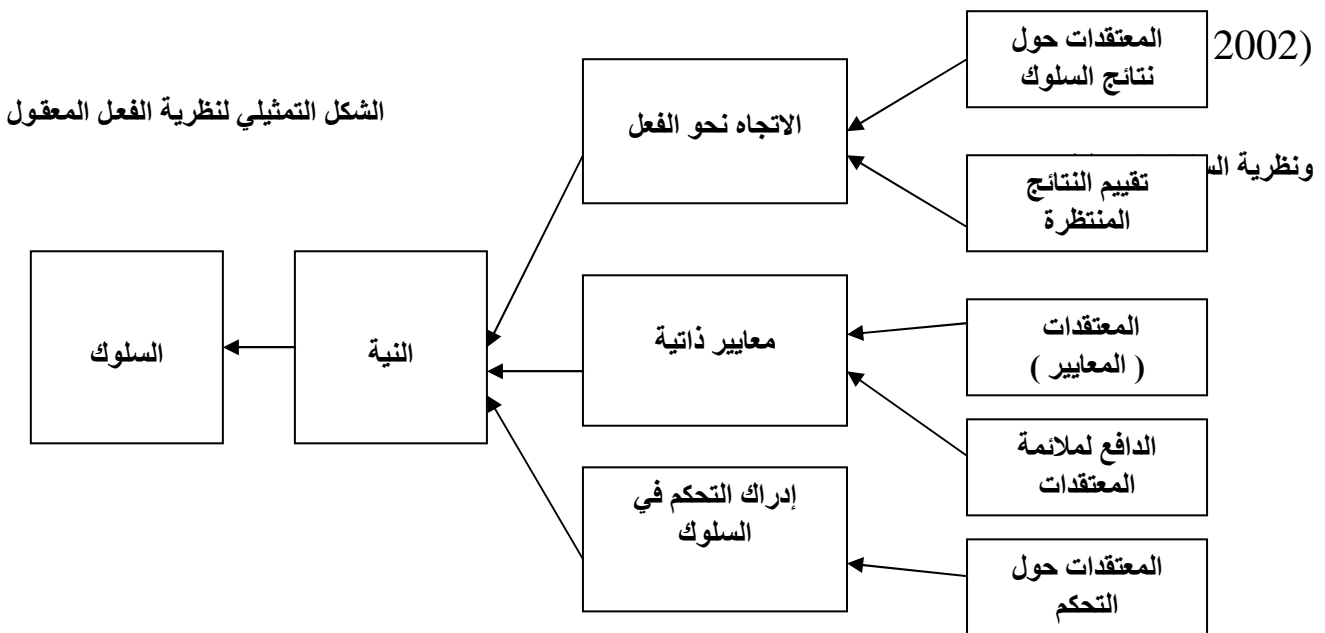 2002)
المعتقدات حول
نتائج السلوك
الشكل التمثيلي لنظرية الفعل المعقول
الاتجاه نحو الفعل
ونظرية
تقييم النتائج
المنتظرة
المعتقدات
( المعايير )
معايير ذاتية
النية
السلوك
الدافع لملائمة
المعتقدات
إدراك التحكم في
السلوك
المعتقدات حول
التحكم